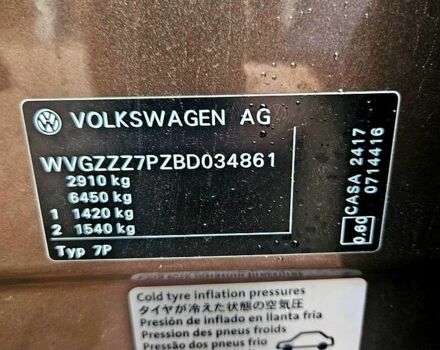 VOLKSWAGEN AG
WVGZZZ7PZBD034861
2910 kg
6450 kg
1 1420 kg
2 1540 kg
Typ 7P
0.60
CASA 2417
0714416
Cold tyre inflation pressures
タイヤが冷えた状態の空気圧
Presión de inflado en llanta fría
Pression des pneus froids
Pressão dos pneus frio